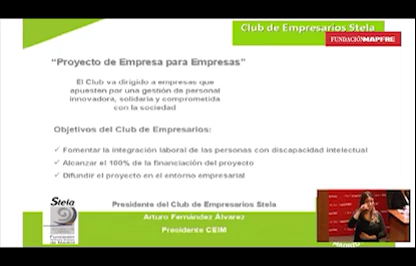 Club de Empresarios Stela
FUNDACIÓN MAPFRE
“Proyecto de Empresa para Empresas”
El Club va dirigido a empresas que
apuesten por una gestión de personal
innovadora, solidaria y comprometida
con la sociedad
Objetivos del Club de Empresarios:
✓ Fomentar la integración laboral de las personas con discapacidad intelectual
✓ Alcanzar el 100% de la financiación del proyecto
✓ Difundir el proyecto en el entorno empresarial
Stela
Presidente del Club de Empresarios Stela
Arturo Fernández Álvarez
Presidente CEIM